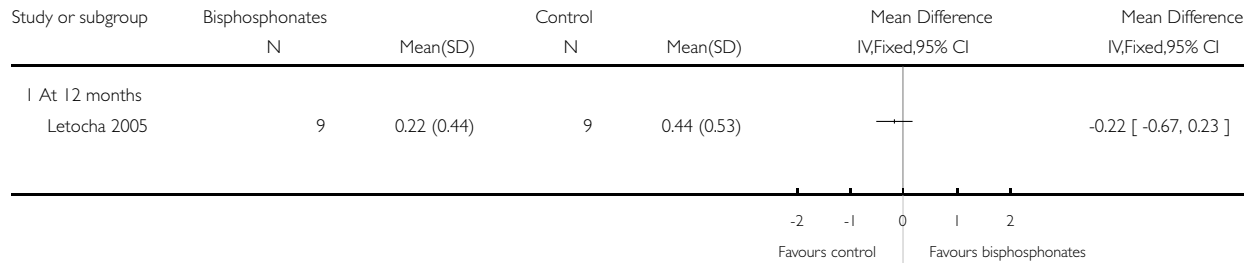 Study or subgroup Bisphosphonates Control Mean Difference Mean Difference
N Mean(SD) N Mean(SD) IV,Fixed,95% CI IV,Fixed,95% CI
1 At 12 months
Letocha 2005 9 0.22 (0.44) 9 0.44 (0.53) -0.22 [ -0.67, 0.23 ]
-2 -1 0 1 2
Favours control Favours bisphosphonates